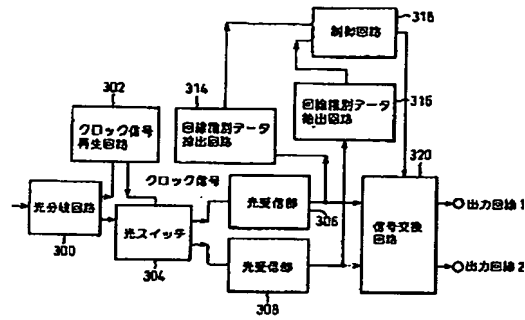 318
制御回路
302
314
316
クロック信号
再生回路
回線識別データ
抽出回路
回線識別データ
抽出回路
320
クロック信号
光分岐回路
光スイッチ
光受信部
306
信号交換
回路
出力回線1
300
304
光受信部
出力回線2
308